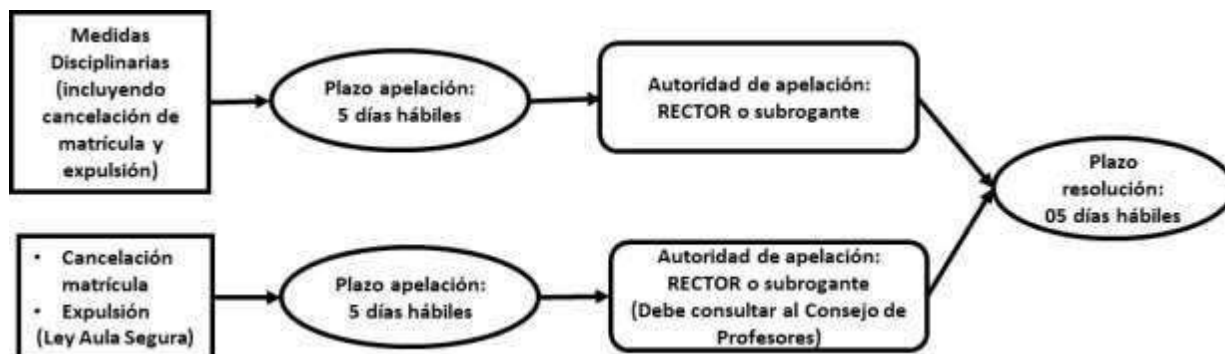 Medidas
Disciplinarias
(incluyendo
cancelación de
matrícula y
expulsión)
Plazo apelación:
5 días hábiles
Autoridad de apelación:
RECTOR o subrogante
Plazo
resolución:
05 días hábiles
• Cancelación
matrícula
• Expulsión
(Ley Aula Segura)
Plazo apelación:
5 días hábiles
Autoridad de apelación:
RECTOR o subrogante
(Debe consultar al Consejo de
Profesores)